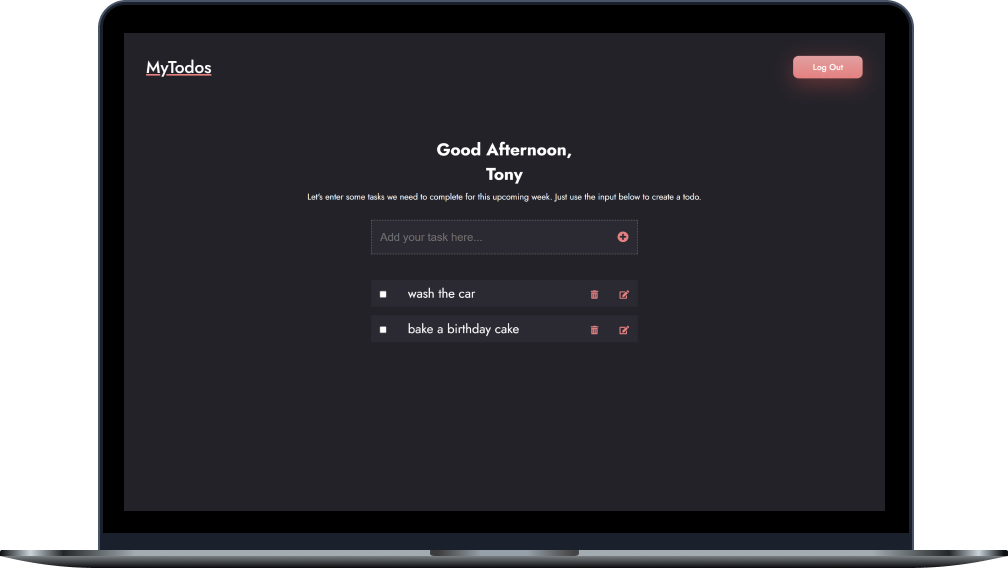 MyTodos
Log Out
Good Afternoon,
Tony
Let's enter some tasks we need to complete for this upcoming week. Just use the input below to create a todo.
Add your task here...
wash the car
bake a birthday cake